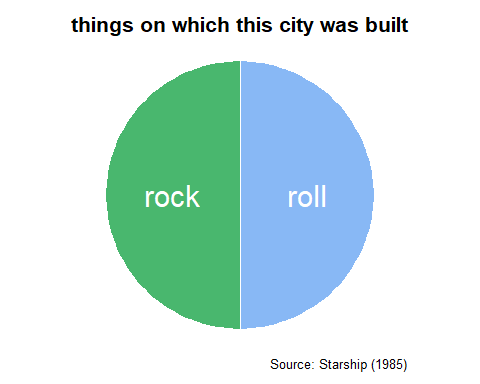 things on which this city was built
rock
roll
Source: Starship (1985)